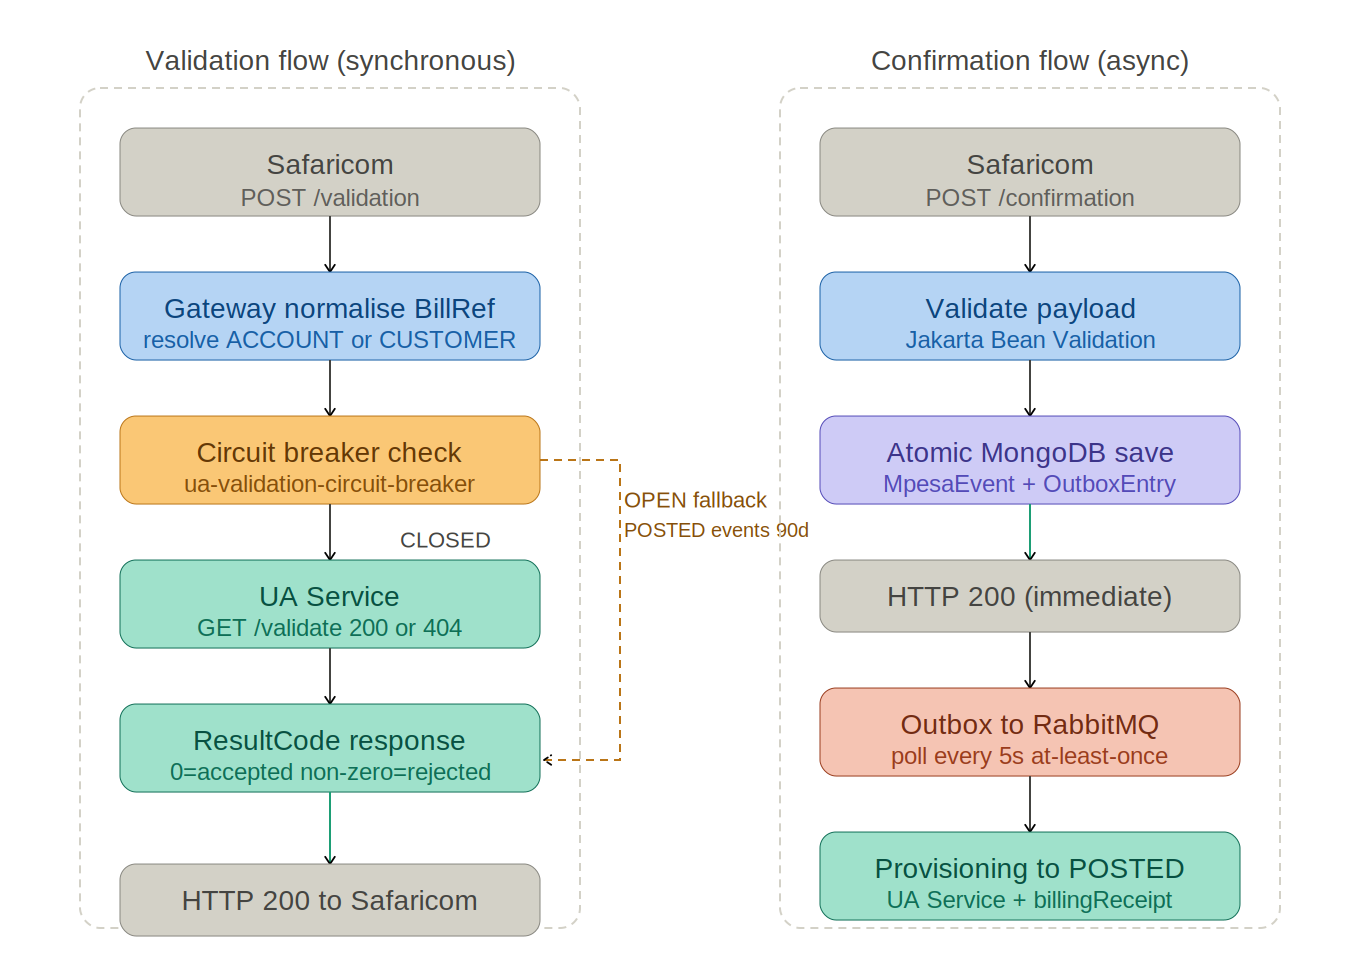 Validation flow (synchronous)
Safaricom
POST /validation
Gateway normalise BillRef
resolve ACCOUNT or CUSTOMER
Circuit breaker check
ua-validation-circuit-breaker
OPEN fallback
POSTED events 90d
CLOSED
UA Service
GET /validate 200 or 404
ResultCode response
0=accepted non-zero=rejected
HTTP 200 to Safaricom
Confirmation flow (async)
Safaricom
POST /confirmation
Validate payload
Jakarta Bean Validation
Atomic MongoDB save
MpesaEvent + OutboxEntry
HTTP 200 (immediate)
Outbox to RabbitMQ
poll every 5s at-least-once
Provisioning to POSTED
UA Service + billingReceipt